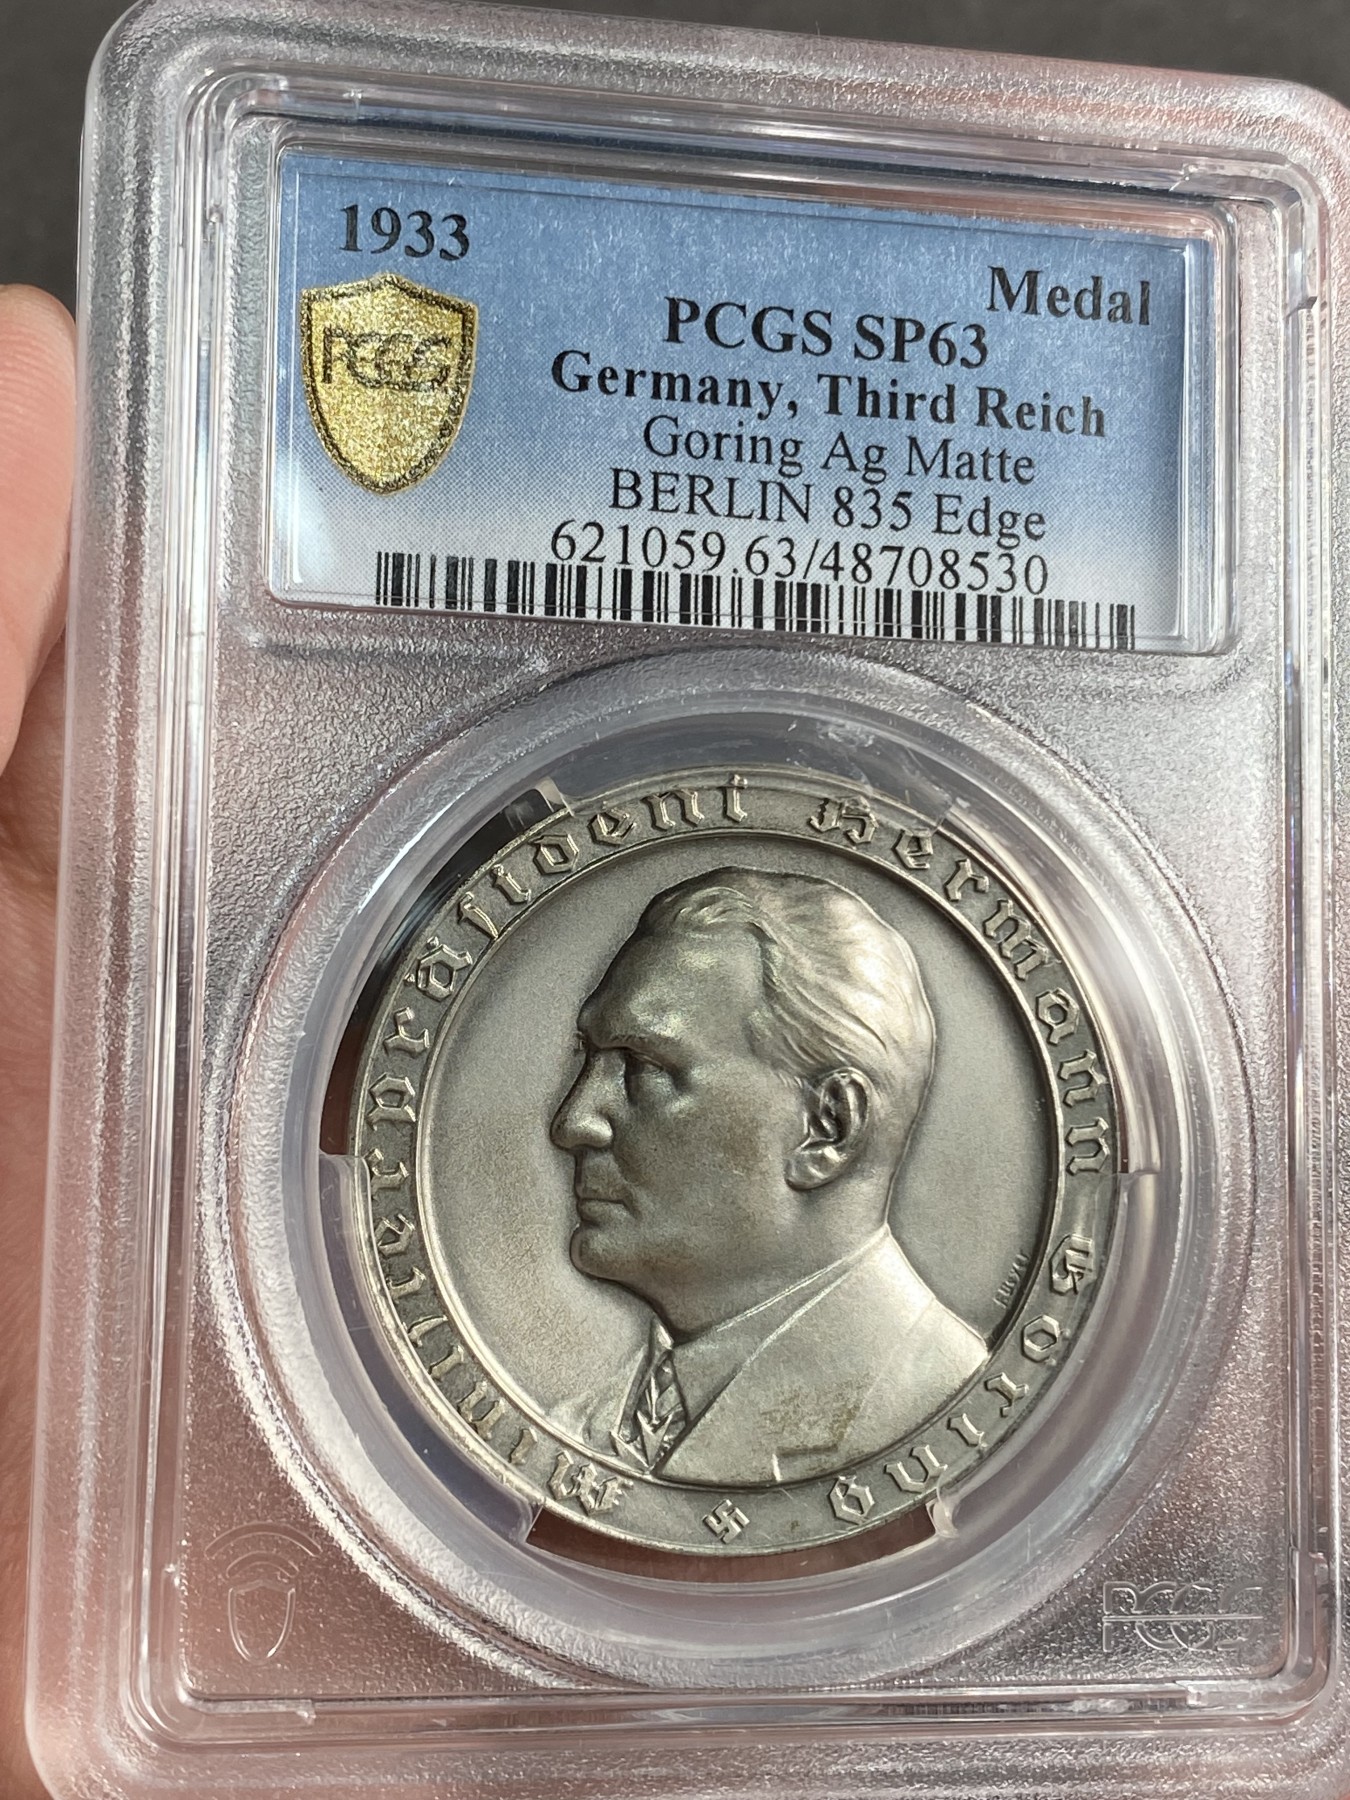 1933
Medal
PCGS
PCGS SP63
Germany, Third Reich
Goring Ag Matte
BERLIN 835 Edge
621059.63/48708530
Miniſterpräſident Hermann Göring
PCGS